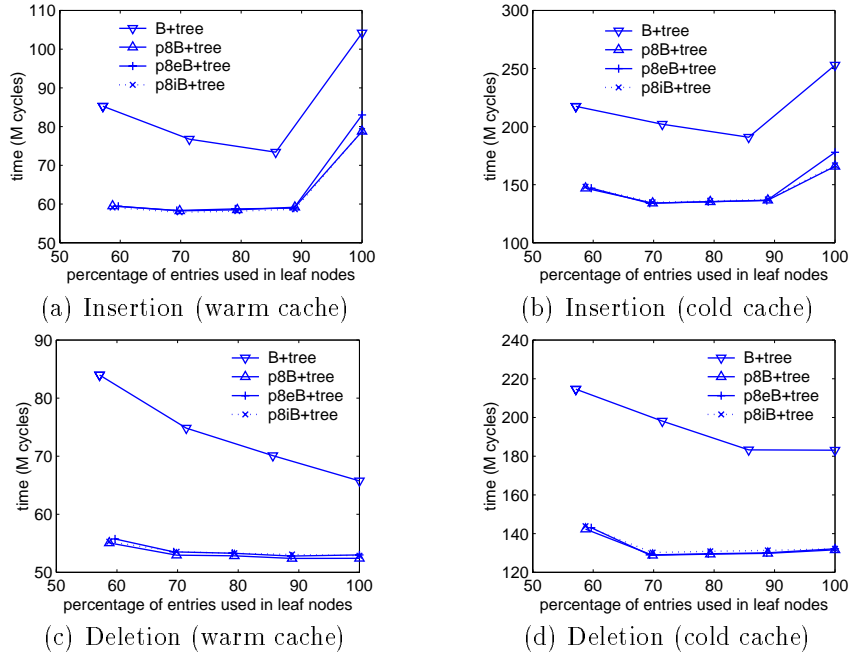 110
100
90
80
70
60
50
time (M cycles)
B+tree
p8B+tree
p8eB+tree
p8iB+tree
50 60 70 80 90 100
percentage of entries used in leaf nodes
(a) Insertion (warm cache)
300
250
200
150
100
time (M cycles)
B+tree
p8B+tree
p8eB+tree
p8iB+tree
50 60 70 80 90 100
percentage of entries used in leaf nodes
(b) Insertion (cold cache)
90
80
70
60
50
time (M cycles)
B+tree
p8B+tree
p8eB+tree
p8iB+tree
50 60 70 80 90 100
percentage of entries used in leaf nodes
(c) Deletion (warm cache)
240
220
200
180
160
140
120
time (M cycles)
B+tree
p8B+tree
p8eB+tree
p8iB+tree
50 60 70 80 90 100
percentage of entries used in leaf nodes
(d) Deletion (cold cache)